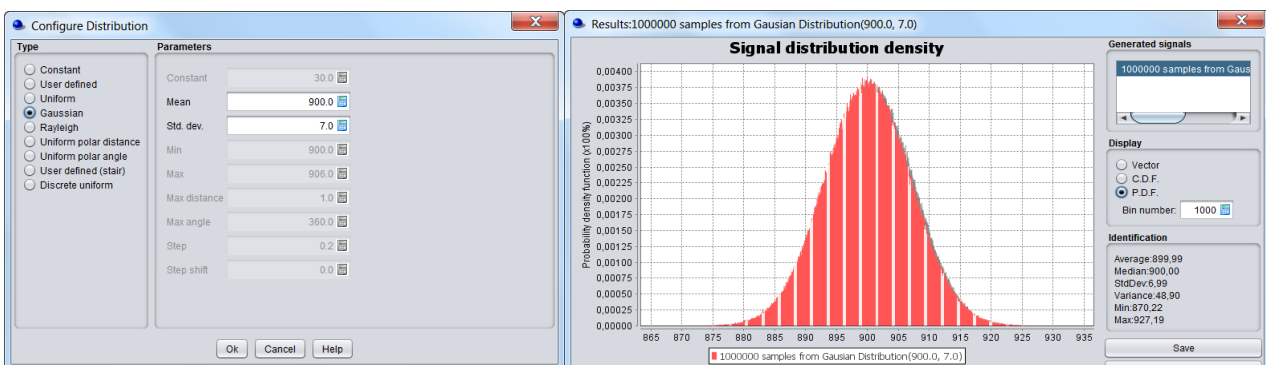 Configure Distribution
Type
Constant
User defined
Uniform
Gaussian
Rayleigh
Uniform polar distance
Uniform polar angle
User defined (stair)
Discrete uniform
Parameters
Constant 30.0
Mean 900.0
Std. dev. 7.0
Min 900.0
Max 906.0
Max distance 1.0
Max angle 360.0
Step 0.2
Step shift 0.0
Ok Cancel Help
Results:1000000 samples from Gausian Distribution(900.0, 7.0)
Signal distribution density
Probability density function (x100%)
0,00400
0,00375
0,00350
0,00325
0,00300
0,00275
0,00250
0,00225
0,00200
0,00175
0,00150
0,00125
0,00100
0,00075
0,00050
0,00025
0,00000
865 870 875 880 885 890 895 900 905 910 915 920 925 930 935
1000000 samples from Gausian Distribution(900.0, 7.0)
Generated signals
1000000 samples from Gaus
Display
Vector
C.D.F.
P.D.F.
Bin number: 1000
Identification
Average:899,99
Median:900,00
StdDev:6,99
Variance:48,90
Min:870,22
Max:927,19
Save